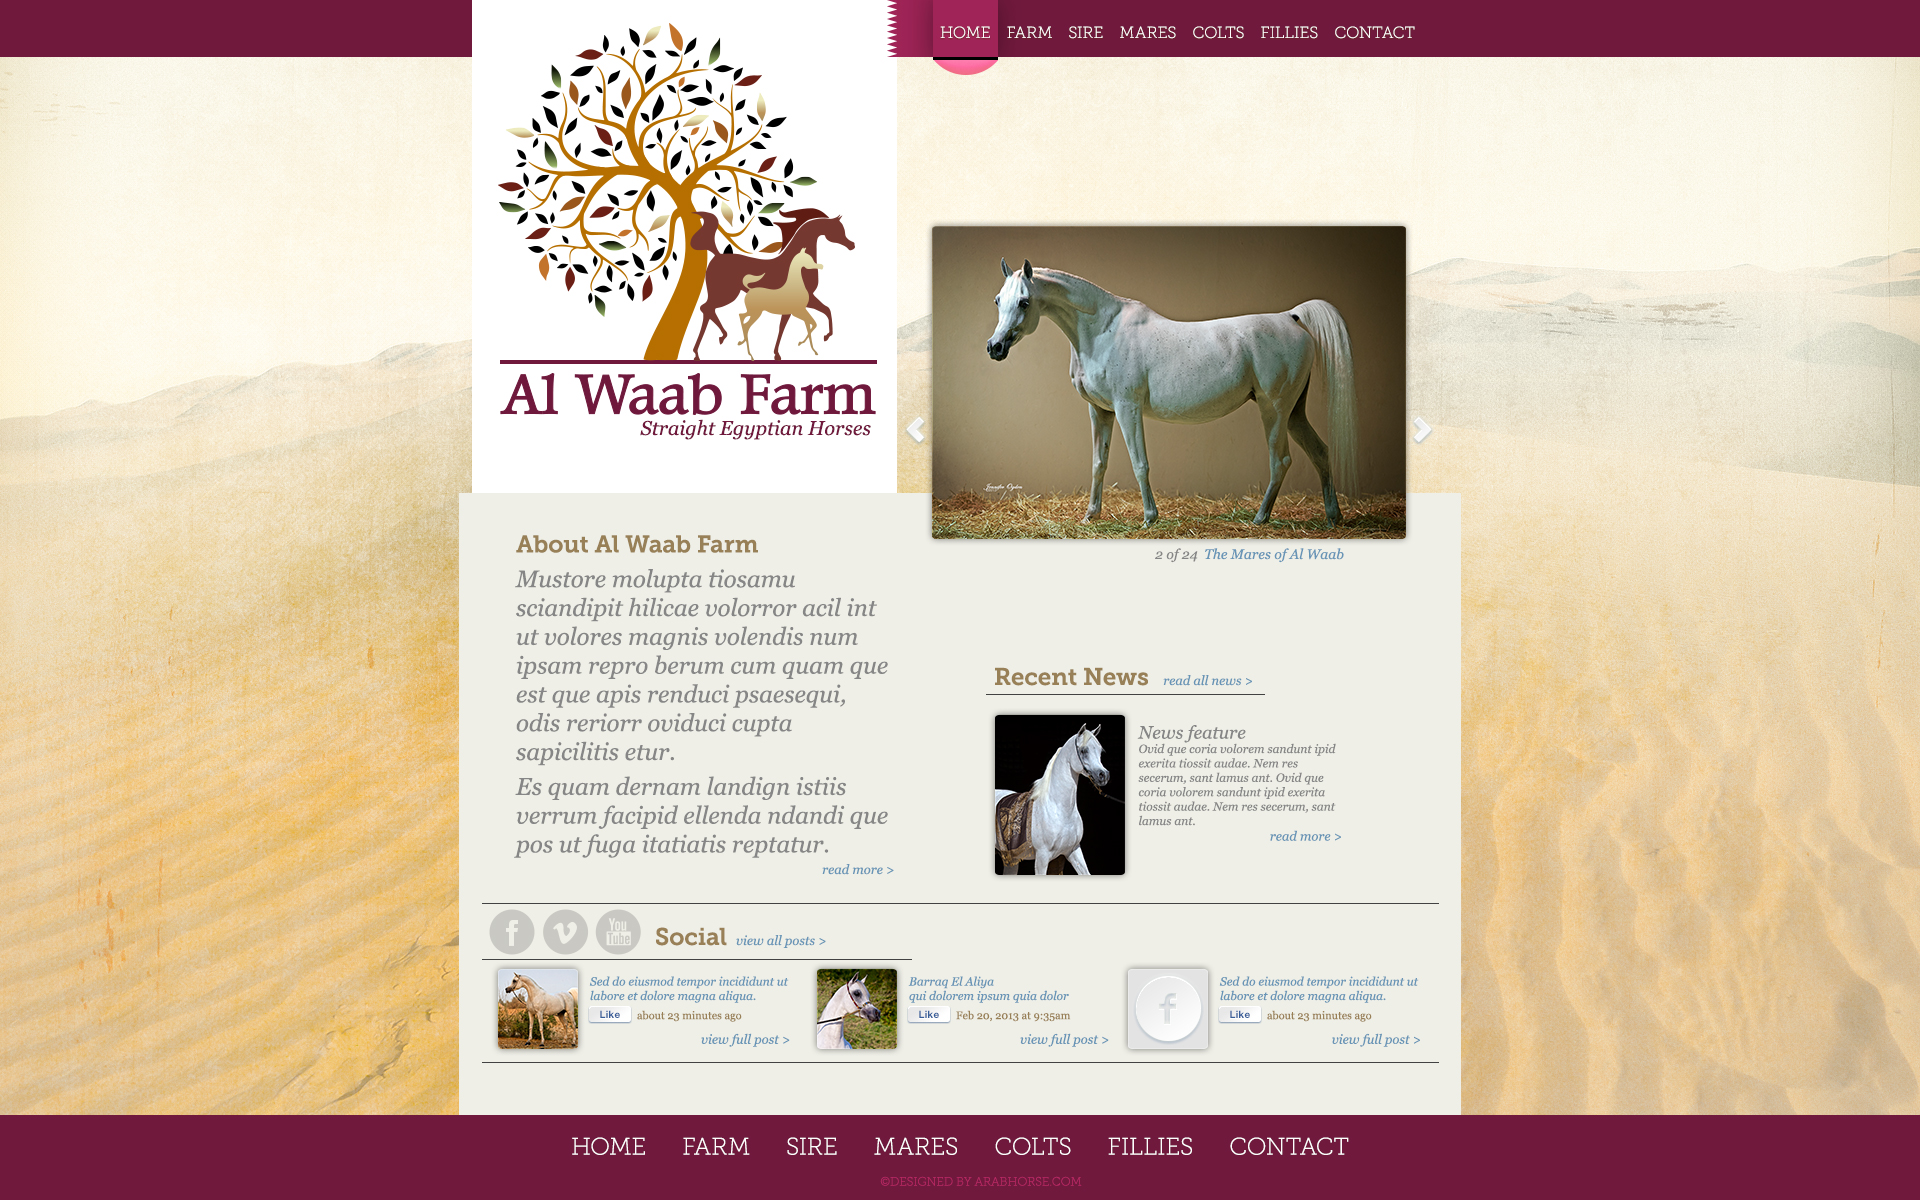 HOME FARM SIRE MARES COLTS FILLIES CONTACT
Al Waab Farm
Straight Egyptian Horses
Jennifer Ogden
2 of 24 The Mares of Al Waab
About Al Waab Farm
Mustore molupta tiosamu
sciandipit hilicae volorror acil int
ut volores magnis volendis num
ipsam repro berum cum quam que
est que apis renduci psaesequi,
odis reriorr oviduci cupta
sapicilitis etur.
Es quam dernam landign istiis
verrum facipid ellenda ndandi que
pos ut fuga itatiatis reptatur.
read more >
Recent News read all news >
News feature
Ovid que coria volorem sandunt ipid
exerita tiossit audae. Nem res
secerum, sant lamus ant. Ovid que
coria volorem sandunt ipid exerita
tiossit audae. Nem res secerum, sant
lamus ant.
read more >
You Tube
Social view all posts >
Sed do eiusmod tempor incididunt ut
labore et dolore magna aliqua.
Like about 23 minutes ago
view full post >
Barraq El Aliya
qui dolorem ipsum quia dolor
Like Feb 20, 2013 at 9:35am
view full post >
Sed do eiusmod tempor incididunt ut
labore et dolore magna aliqua.
Like about 23 minutes ago
view full post >
HOME FARM SIRE MARES COLTS FILLIES CONTACT
©DESIGNED BY ARABHORSE.COM